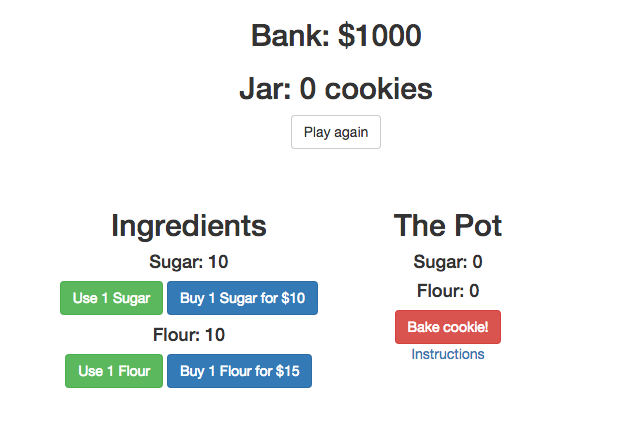 Bank: $1000
Jar: 0 cookies
Play again
Ingredients
Sugar: 10
Use 1 Sugar
Buy 1 Sugar for $10
Flour: 10
Use 1 Flour
Buy 1 Flour for $15
The Pot
Sugar: 0
Flour: 0
Bake cookie!
Instructions